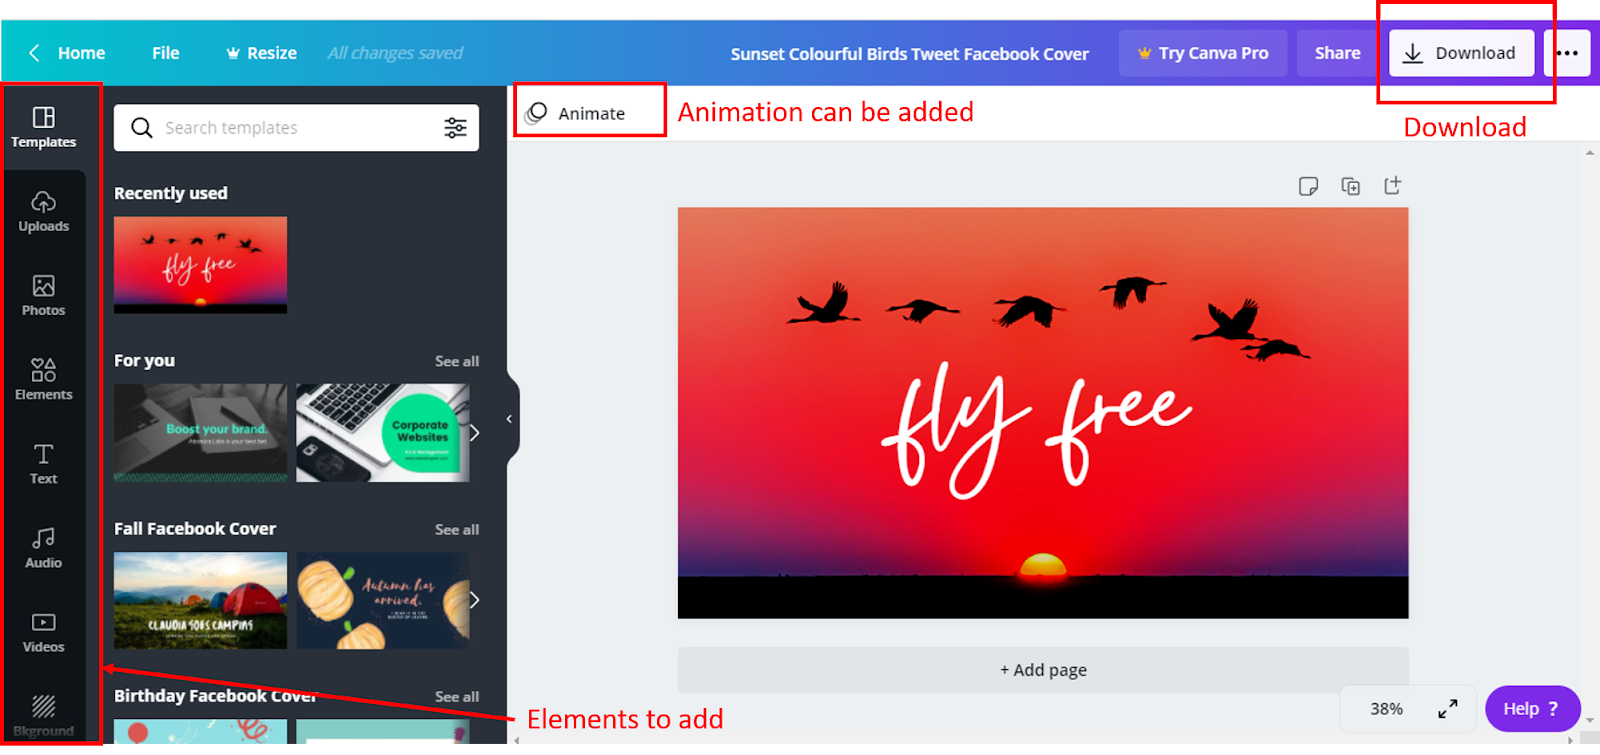 Home
File
Resize
All changes saved
Sunset Colourful Birds Tweet Facebook Cover
Try Canva Pro
Share
Download
Templates
Search templates
Animate
Animation can be added
Download
Uploads
Recently used
fly free
Photos
For you
See all
Elements
Boost your brand.
Corporate
Websites
fly free
Text
Fall Facebook Cover
See all
Audio
Autumn has
arrived.
CLAUDIA GOES CAMPING
Videos
+ Add page
Birthday Facebook Cover
See all
Bkground
Elements to add
38%
Help ?